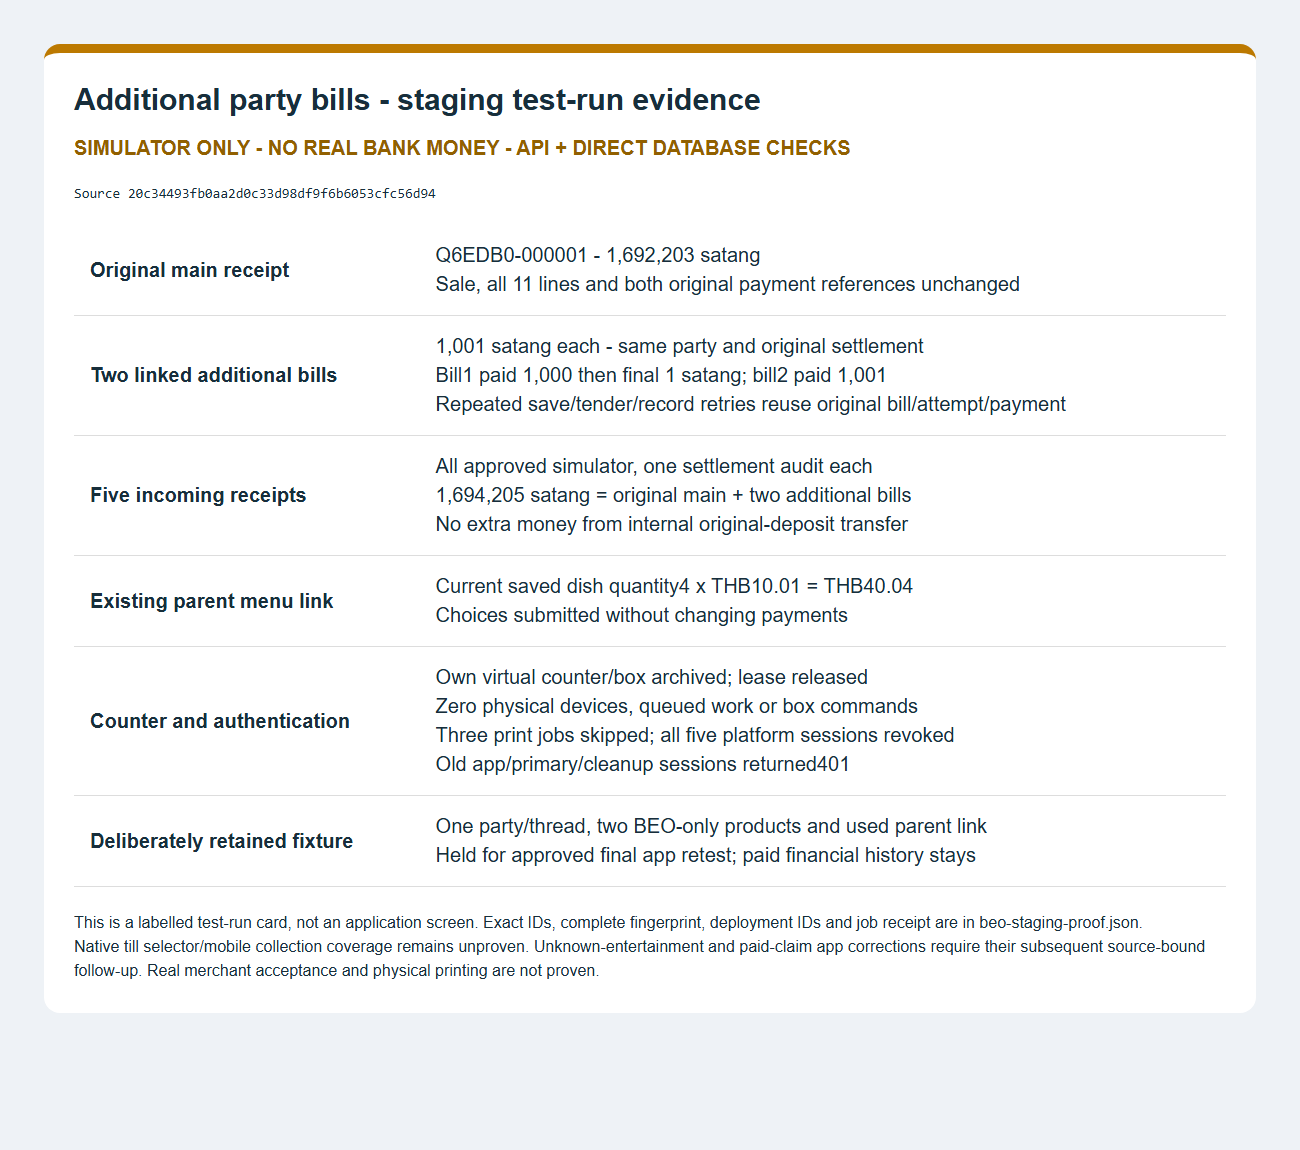 Additional party bills - staging test-run evidence
SIMULATOR ONLY - NO REAL BANK MONEY - API + DIRECT DATABASE CHECKS
Source 20c34493fb0aa2d0c33d98df9f6b6053cfc56d94
Original main receipt
Q6EDB0-000001 - 1,692,203 satang
Sale, all 11 lines and both original payment references unchanged
Two linked additional bills
1,001 satang each - same party and original settlement
Bill1 paid 1,000 then final 1 satang; bill2 paid 1,001
Repeated save/tender/record retries reuse original bill/attempt/payment
Five incoming receipts
All approved simulator, one settlement audit each
1,694,205 satang = original main + two additional bills
No extra money from internal original-deposit transfer
Existing parent menu link
Current saved dish quantity4 x THB10.01 = THB40.04
Choices submitted without changing payments
Counter and authentication
Own virtual counter/box archived; lease released
Zero physical devices, queued work or box commands
Three print jobs skipped; all five platform sessions revoked
Old app/primary/cleanup sessions returned401
Deliberately retained fixture
One party/thread, two BEO-only products and used parent link
Held for approved final app retest; paid financial history stays
This is a labelled test-run card, not an application screen. Exact IDs, complete fingerprint, deployment IDs and job receipt are in beo-staging-proof.json.
Native till selector/mobile collection coverage remains unproven. Unknown-entertainment and paid-claim app corrections require their subsequent source-bound
follow-up. Real merchant acceptance and physical printing are not proven.